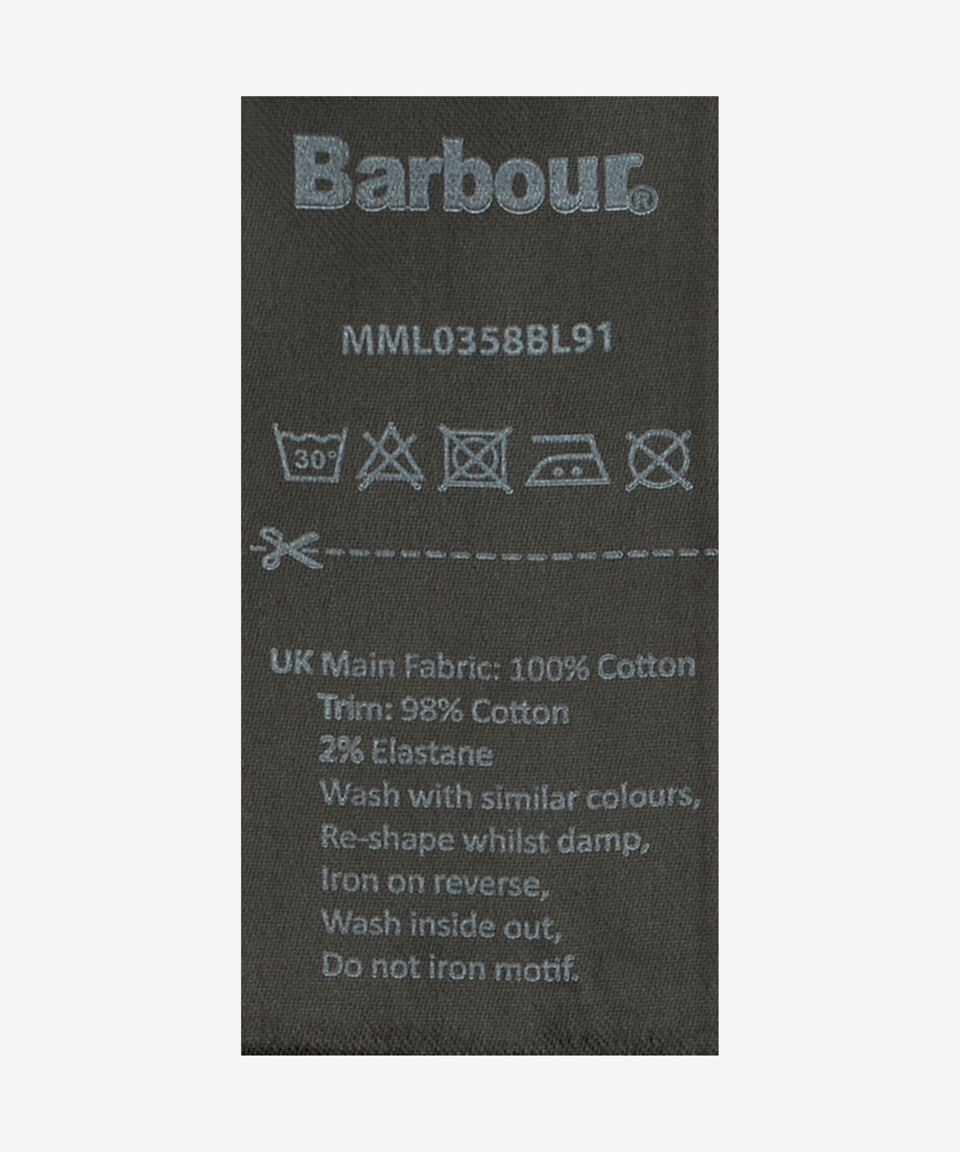 Barbour®
MML0358BL91
30°
UK Main Fabric: 100% Cotton
Trim: 98% Cotton
2% Elastane
Wash with similar colours,
Re-shape whilst damp,
Iron on reverse,
Wash inside out,
Do not iron motif.